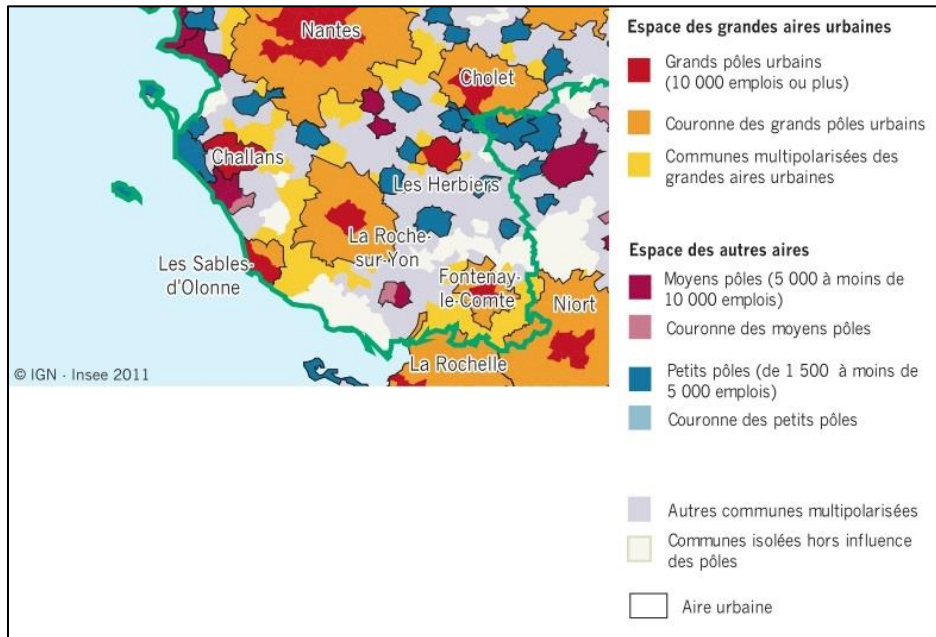 Nantes
Cholet
Challans
Les Herbiers
La Roche-
sur-Yon
Les Sables-
d'Olonne
Fontenay-
le-Comte
Niort
La Rochelle
© IGN - Insee 2011
Espace des grandes aires urbaines
Grands pôles urbains
(10 000 emplois ou plus)
Couronne des grands pôles urbains
Communes multipolarisées des
grandes aires urbaines
Espace des autres aires
Moyens pôles (5 000 à moins de
10 000 emplois)
Couronne des moyens pôles
Petits pôles (de 1 500 à moins de
5 000 emplois)
Couronne des petits pôles
Autres communes multipolarisées
Communes isolées hors influence
des pôles
Aire urbaine